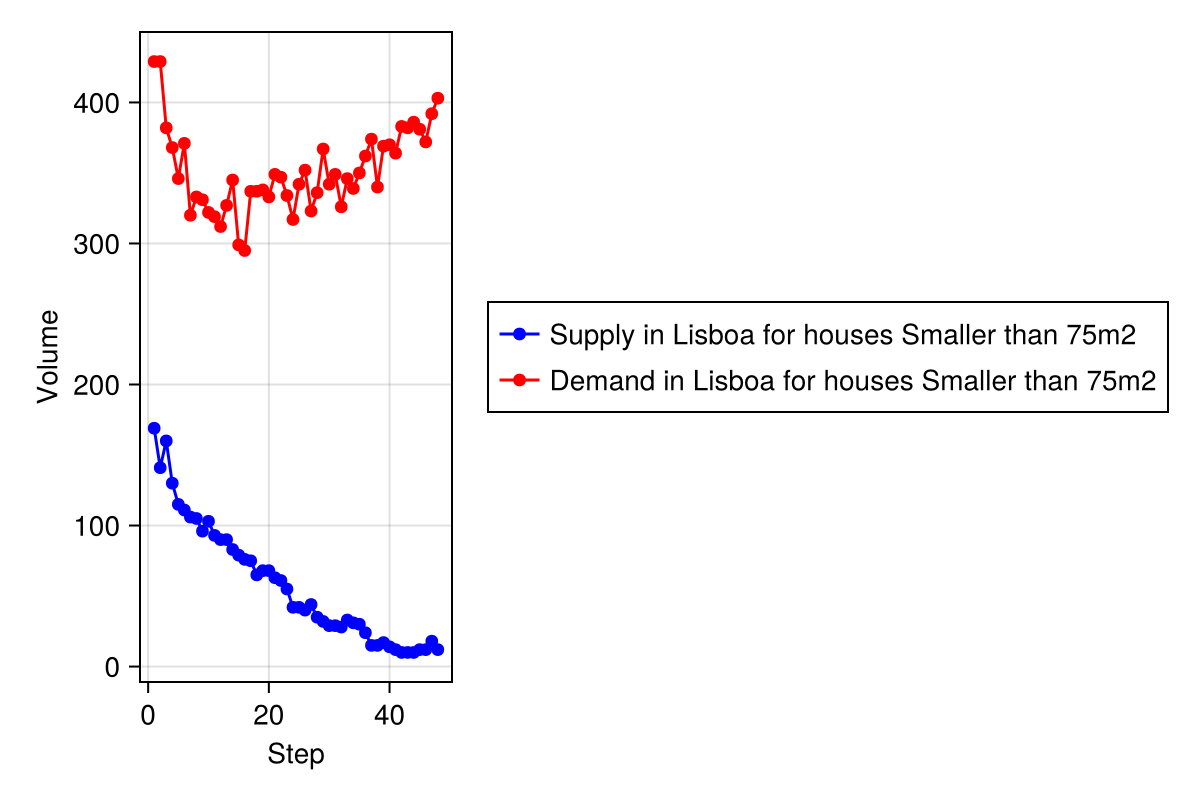 400
300
200
100
0
Volume
0 20 40
Step
Supply in Lisboa for houses Smaller than 75m2
Demand in Lisboa for houses Smaller than 75m2